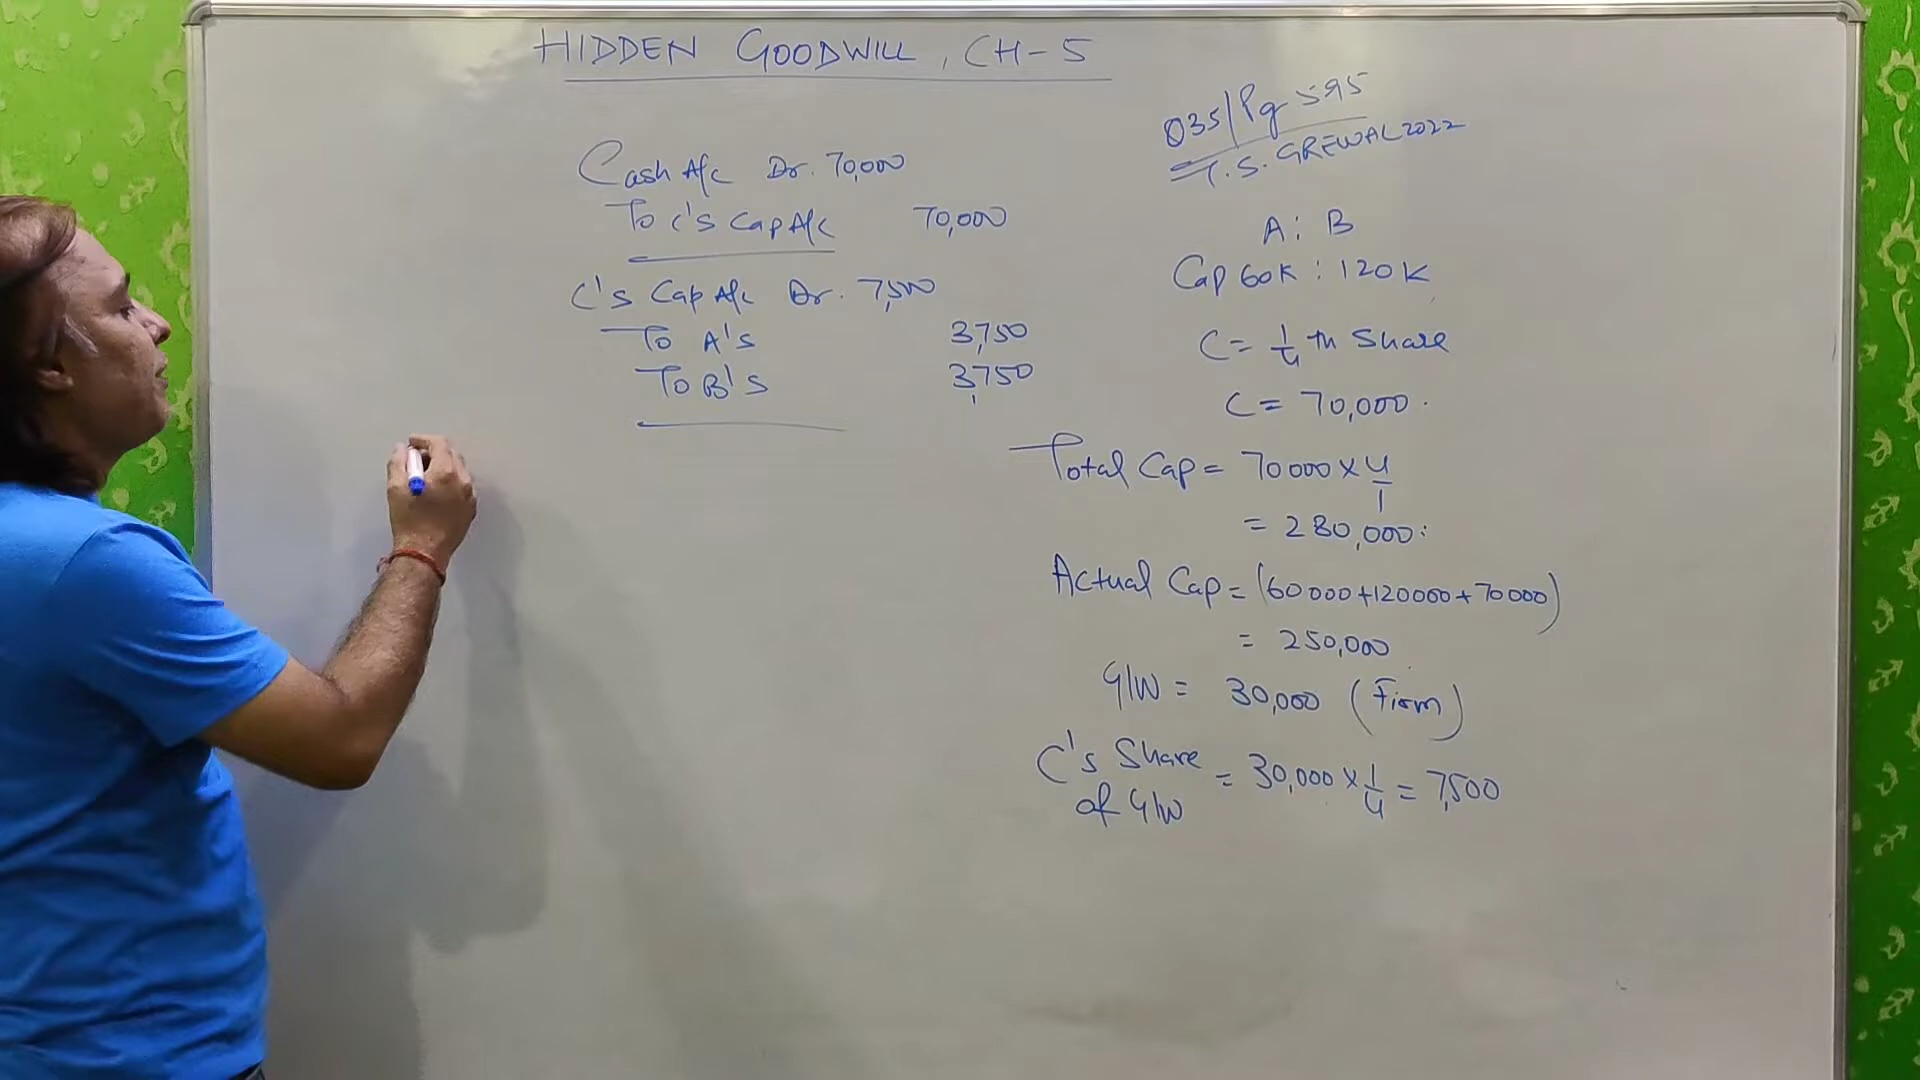 HIDDEN GOODWILL, CH-5
Cash A/c Dr. 70,000
To C's Cap A/c 70,000
C's Cap A/c Dr. 7,500
To A's 3,750
To B's 3,750
Q35/Pg 595
T.S. GREWAL 2022
A : B
Cap 60K : 120K
C = 1/4 th Share
C = 70,000.
Total Cap = 70000 x 4/1
= 280,000.
Actual Cap = (60000+120000+70000)
= 250,000
G/W = 30,000 (Firm)
C's Share of G/W = 30,000 x 1/4 = 7,500